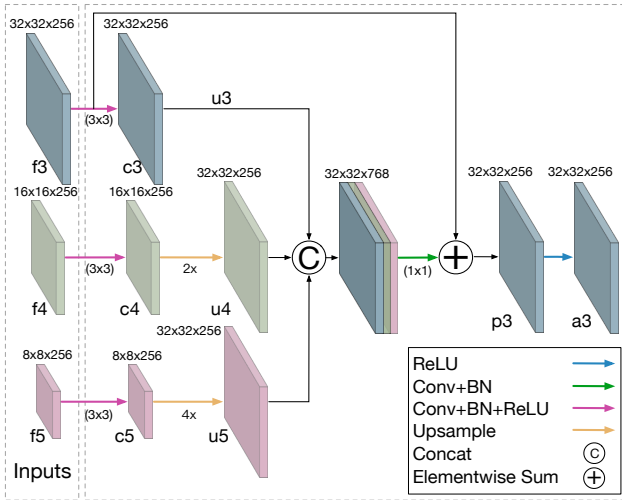 32x32x256
32x32x256
(3x3)
u3
f3
c3
16x16x256
16x16x256
32x32x256
32x32x768
32x32x256
32x32x256
(3x3)
2x
C
(1x1)
f4
c4
u4
p3
a3
32x32x256
8x8x256
8x8x256
(3x3)
4x
f5
c5
u5
Inputs
ReLU
Conv+BN
Conv+BN+ReLU
Upsample
Concat C
Elementwise Sum